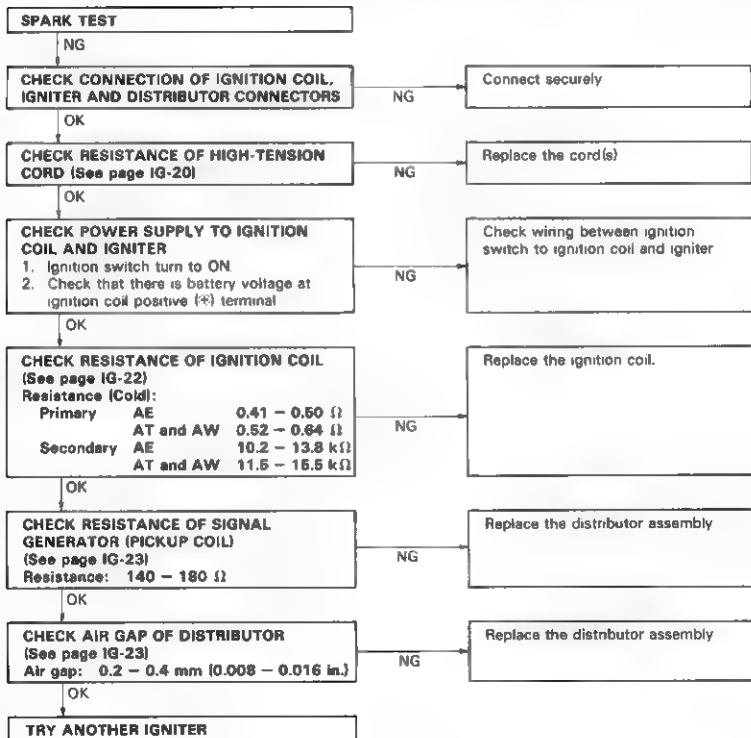 SPARK TEST
NG
CHECK CONNECTION OF IGNITION COIL,
IGNITER AND DISTRIBUTOR CONNECTORS
NG
Connect securely
OK
CHECK RESISTANCE OF HIGH-TENSION
CORD (See page IG-20)
NG
Replace the cord(s)
OK
CHECK POWER SUPPLY TO IGNITION
COIL AND IGNITER
1. Ignition switch turn to ON
2. Check that there is battery voltage at
ignition coil positive (+) terminal
NG
Check wiring between ignition
switch to ignition coil and igniter
OK
CHECK RESISTANCE OF IGNITION COIL
(See page IG-22)
Resistance (Cold):
Primary AE 0.41 – 0.50 Ω
AT and AW 0.52 – 0.64 Ω
Secondary AE 10.2 – 13.8 kΩ
AT and AW 11.5 – 15.5 kΩ
NG
Replace the ignition coil.
OK
CHECK RESISTANCE OF SIGNAL
GENERATOR (PICKUP COIL)
(See page IG-23)
Resistance: 140 – 180 Ω
NG
Replace the distributor assembly
OK
CHECK AIR GAP OF DISTRIBUTOR
(See page IG-23)
Air gap: 0.2 – 0.4 mm (0.008 – 0.016 in.)
NG
Replace the distributor assembly
OK
TRY ANOTHER IGNITER